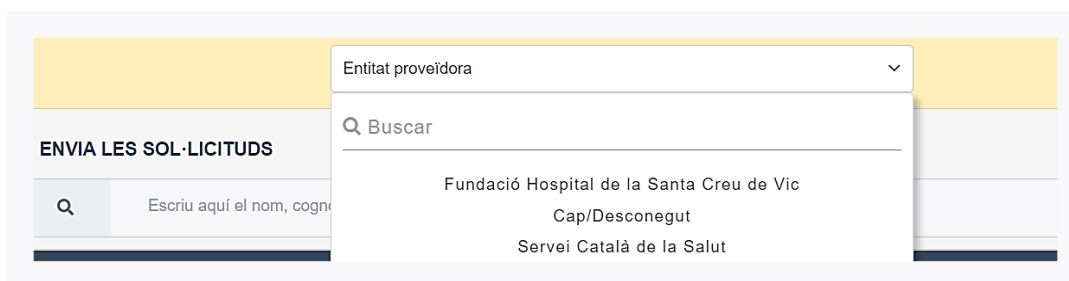 Entitat proveïdora
Buscar
ENVIA LES SOL·LICITUDS
Fundació Hospital de la Santa Creu de Vic
Escriu aquí el nom,
Cap/Desconegut
Servei Català de la Salut